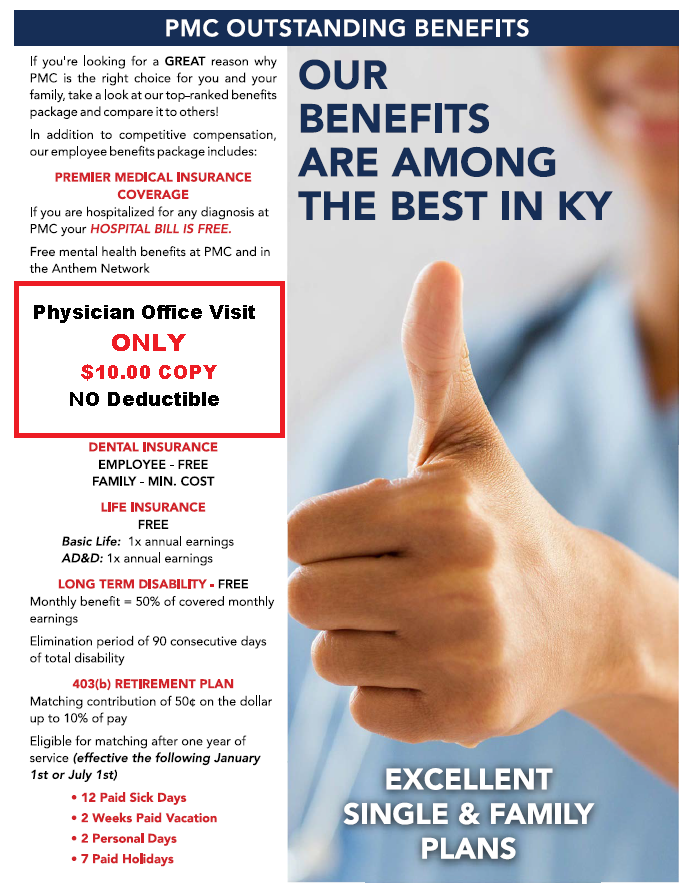 PMC OUTSTANDING BENEFITS
If you're looking for a GREAT reason why
PMC is the right choice for you and your
family, take a look at our top-ranked benefits
package and compare it to others!
In addition to competitive compensation,
our employee benefits package includes:
PREMIER MEDICAL INSURANCE
COVERAGE
If you are hospitalized for any diagnosis at
PMC your HOSPITAL BILL IS FREE.
Free mental health benefits at PMC and in
the Anthem Network
Physician Office Visit
ONLY
$10.00 COPY
NO Deductible
DENTAL INSURANCE
EMPLOYEE - FREE
FAMILY - MIN. COST
LIFE INSURANCE
FREE
Basic Life: 1x annual earnings
AD&D: 1x annual earnings
LONG TERM DISABILITY - FREE
Monthly benefit = 50% of covered monthly
earnings
Elimination period of 90 consecutive days
of total disability
403(b) RETIREMENT PLAN
Matching contribution of 50¢ on the dollar
up to 10% of pay
Eligible for matching after one year of
service (effective the following January
1st or July 1st)
• 12 Paid Sick Days
• 2 Weeks Paid Vacation
• 2 Personal Days
• 7 Paid Holidays
OUR
BENEFITS
ARE AMONG
THE BEST IN KY
EXCELLENT
SINGLE & FAMILY
PLANS